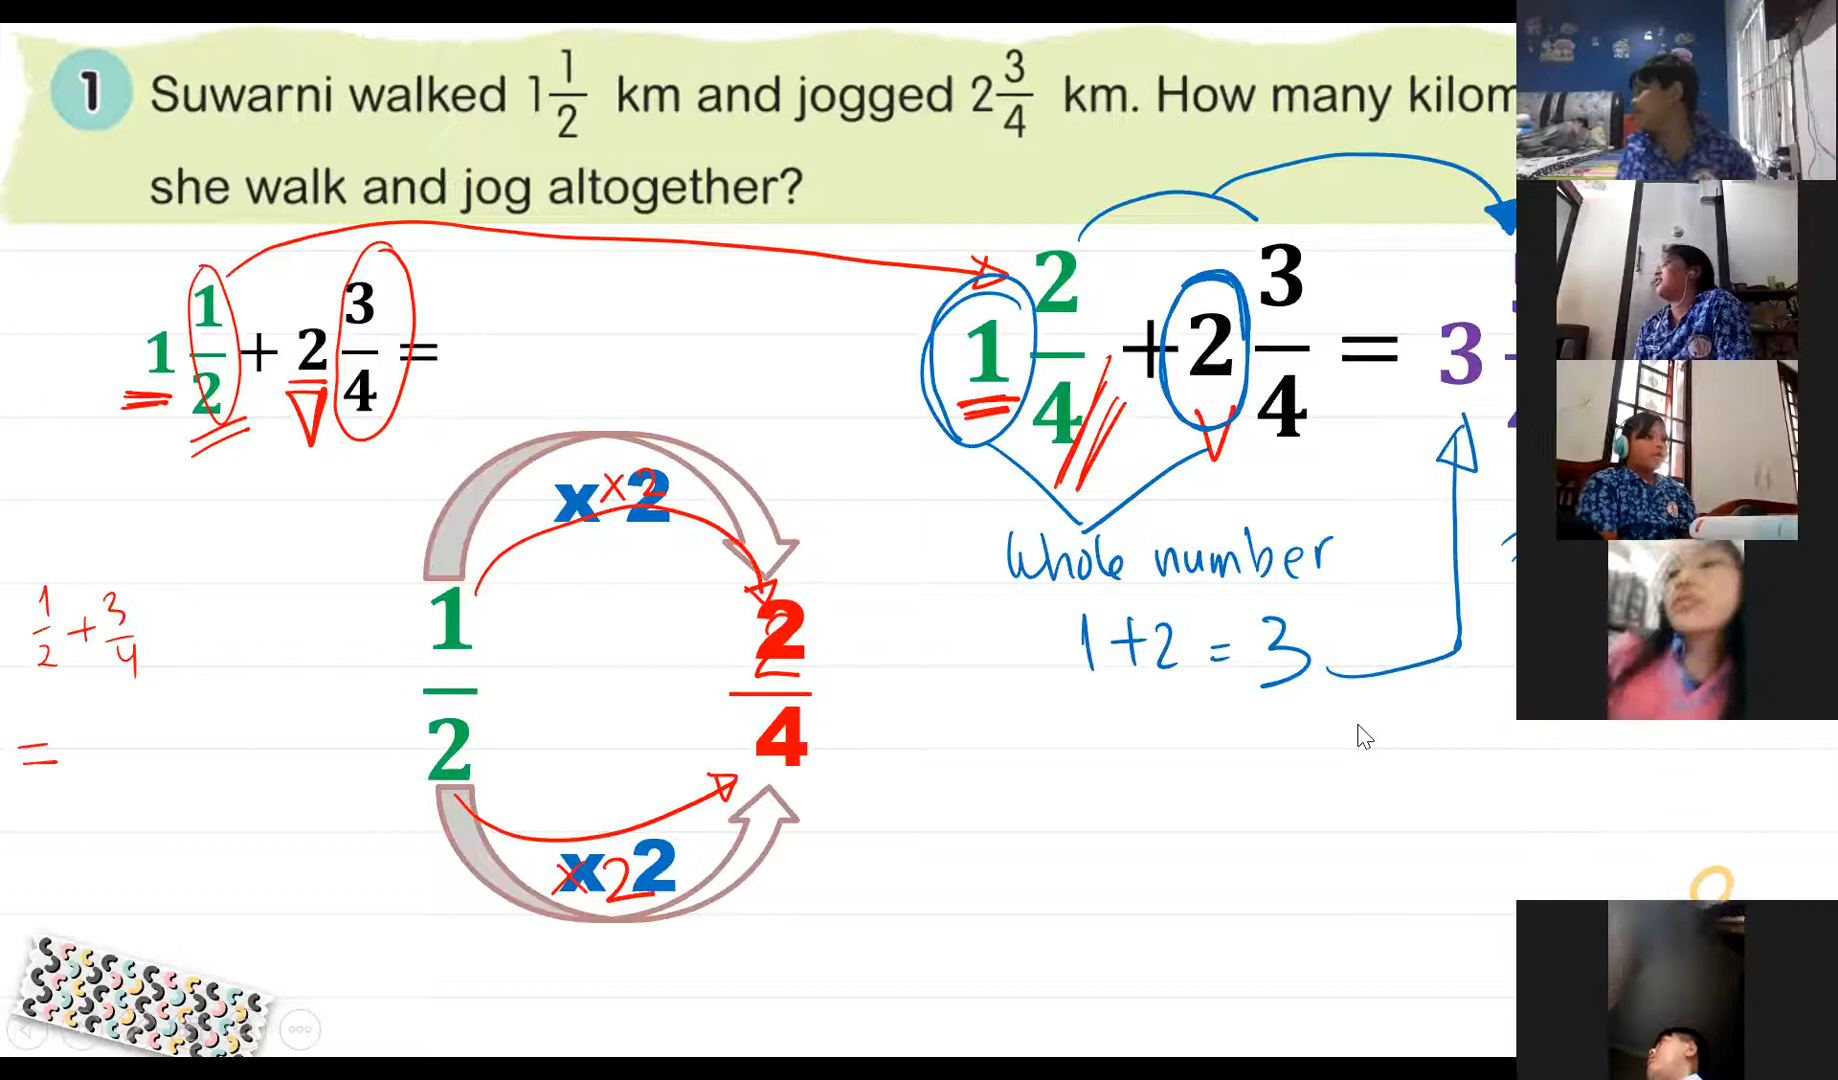 1 Suwarni walked 1 1/2 km and jogged 2 3/4 km. How many kilom
she walk and jog altogether?
1 1/2 + 2 3/4 =
1 2/4 + 2 3/4 = 3
x2 ×2
1/2 2/4
x2 ×2
1/2 + 3/4
=
Whole number
1+2 = 3